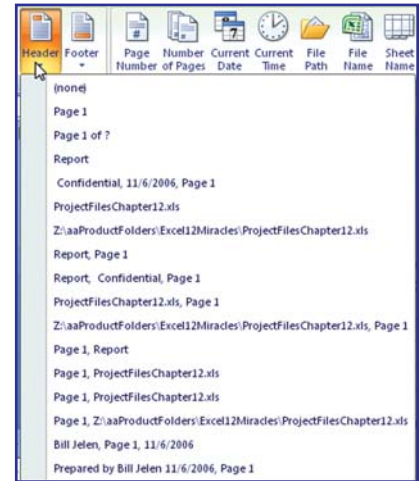 Header Footer Page Number Current Current File File Sheet
Number of Pages Date Time Path Name Name
(none)
Page 1
Page 1 of ?
Report
Confidential, 11/6/2006, Page 1
ProjectFilesChapter12.xls
Z:\aaProductFolders\Excel12Miracles\ProjectFilesChapter12.xls
Report, Page 1
Report, Confidential, Page 1
ProjectFilesChapter12.xls, Page 1
Z:\aaProductFolders\Excel12Miracles\ProjectFilesChapter12.xls, Page 1
Page 1, Report
Page 1, ProjectFilesChapter12.xls
Page 1, ProjectFilesChapter12.xls
Page 1, Z:\aaProductFolders\Excel12Miracles\ProjectFilesChapter12.xls
Bill Jelen, Page 1, 11/6/2006
Prepared by Bill Jelen 11/6/2006, Page 1